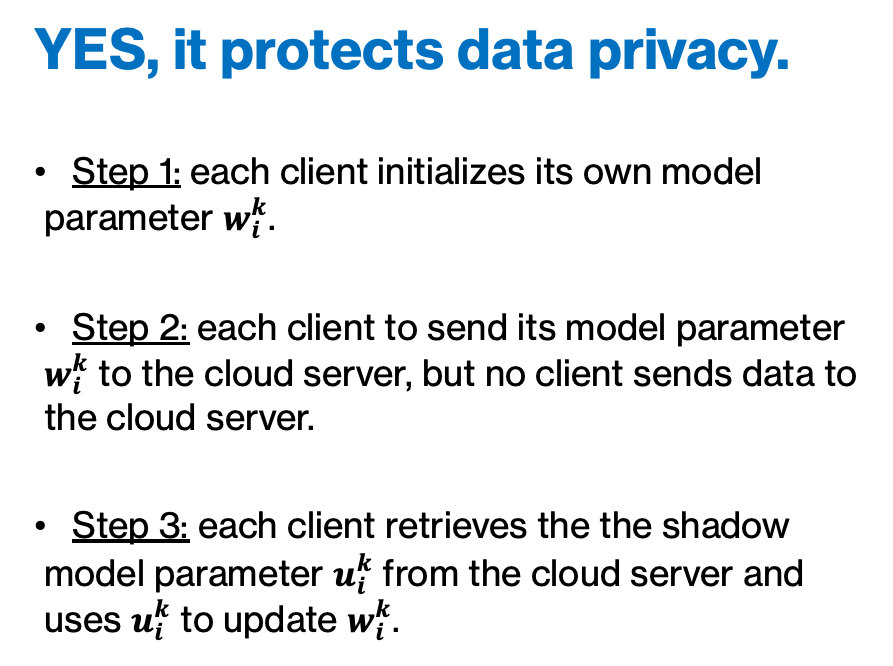 YES, it protects data privacy.
• Step 1: each client initializes its own model
parameter $w_i^k$.
• Step 2: each client to send its model parameter
$w_i^k$ to the cloud server, but no client sends data to
the cloud server.
• Step 3: each client retrieves the the shadow
model parameter $u_i^k$ from the cloud server and
uses $u_i^k$ to update $w_i^k$.